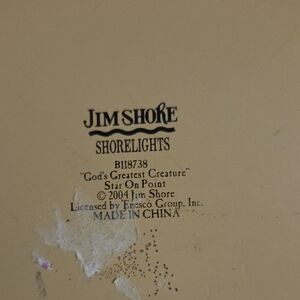 JIM SHORE
SHORELIGHTS
B118738
"God's Greatest Creature"
Star On Point
© 2004 Jim Shore
Licensed by Enesco Group, Inc.
MADE IN CHINA